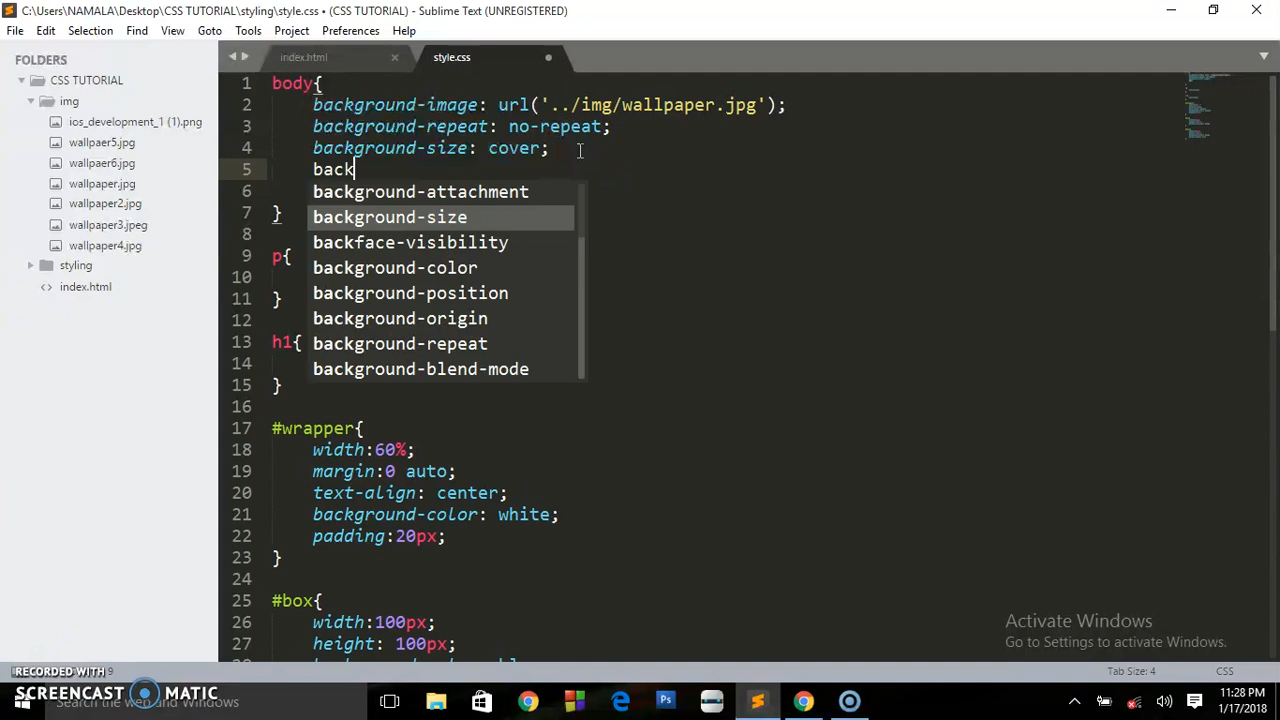 C:\Users\NAMALA\Desktop\CSS TUTORIAL\styling\style.css • (CSS TUTORIAL) - Sublime Text (UNREGISTERED)
File Edit Selection Find View Goto Tools Project Preferences Help
FOLDERS
CSS TUTORIAL
img
ios_development_1 (1).png
wallpaer5.jpg
wallpaer6.jpg
wallpaper.jpg
wallpaper2.jpg
wallpaper3.jpeg
wallpaper4.jpg
styling
index.html
index.html style.css
1 body{
2 background-image: url('../img/wallpaper.jpg');
3 background-repeat: no-repeat;
4 background-size: cover;
5 back
background-attachment
6
background-size
7 }
8
backface-visibility
9 p{
background-color
10
background-position
11 }
12
background-origin
13 h1{
background-repeat
14
background-blend-mode
15 }
16
17 #wrapper{
18 width:60%;
19 margin:0 auto;
20 text-align: center;
21 background-color: white;
22 padding:20px;
23 }
24
25 #box{
26 width:100px;
27 height: 100px;
Activate Windows
Go to Settings to activate Windows.
RECORDED WITH
SCREENCAST MATIC
Tab Size: 4 CSS
Search the web and Windows
11:28 PM
1/17/2018